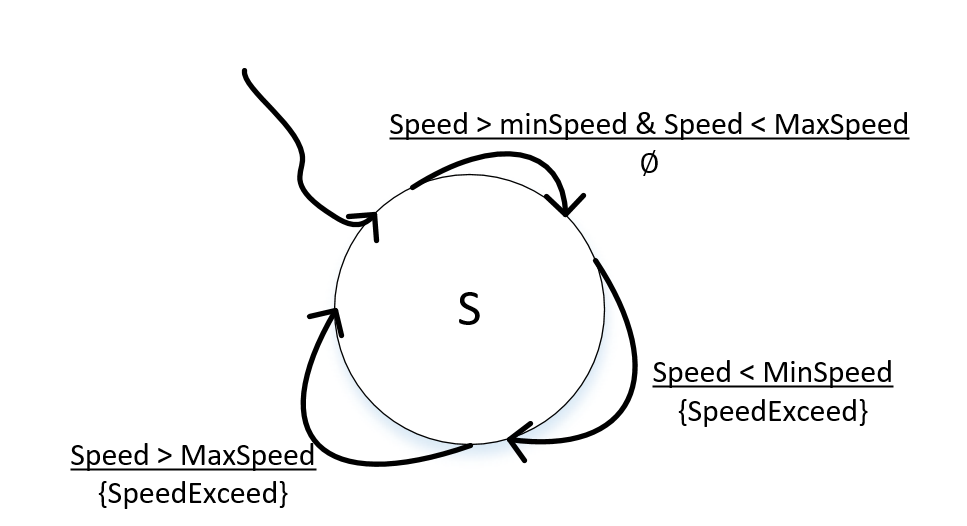 Speed > minSpeed & Speed < MaxSpeed
Ø
S
Speed < MinSpeed
{SpeedExceed}
Speed > MaxSpeed
{SpeedExceed}